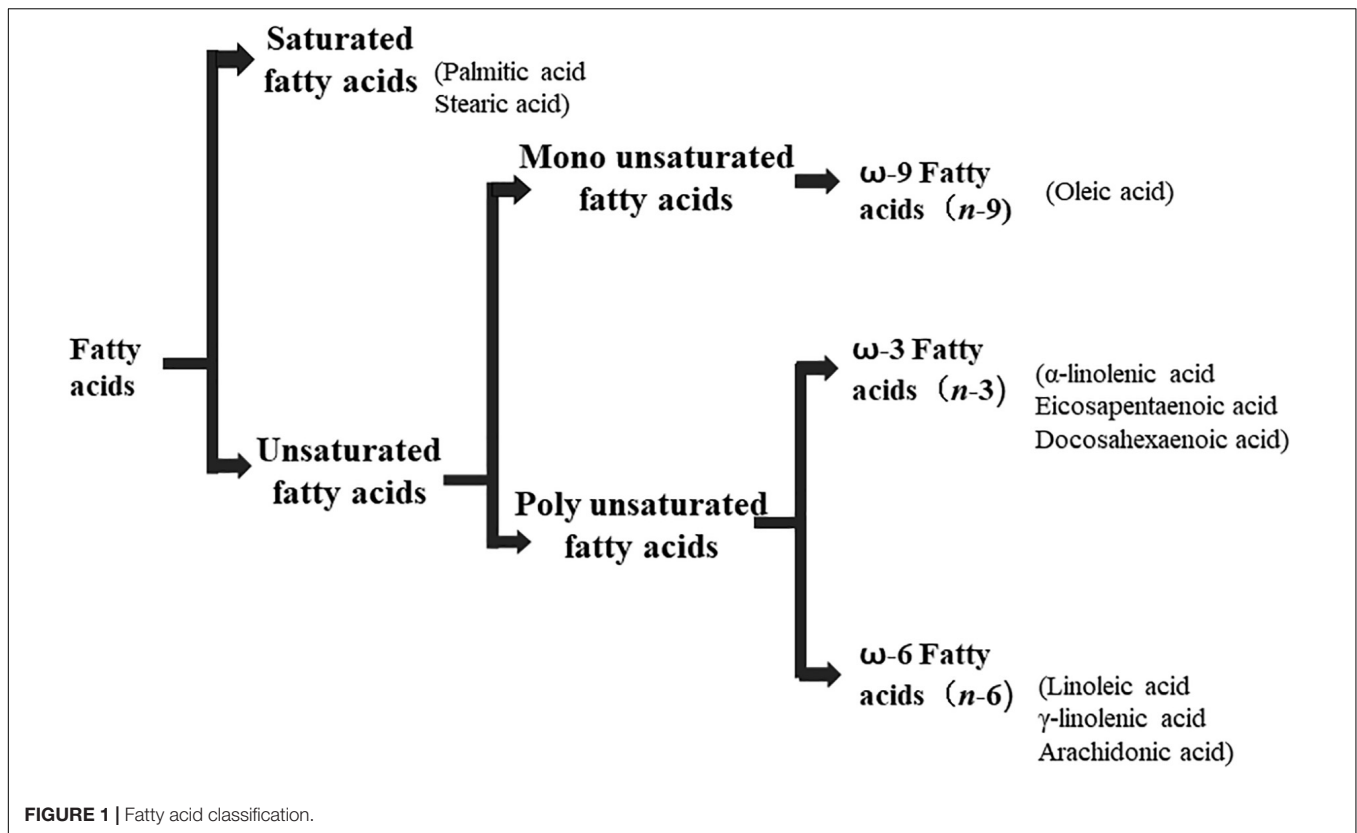 Saturated
fatty acids
(Palmitic acid
Stearic acid)
Mono unsaturated
fatty acids
ω-9 Fatty
acids（n-9)
(Oleic acid)
Fatty
acids
ω-3 Fatty
acids（n-3)
(α-linolenic acid
Eicosapentaenoic acid
Docosahexaenoic acid)
Unsaturated
fatty acids
Poly unsaturated
fatty acids
ω-6 Fatty
acids（n-6)
(Linoleic acid
γ-linolenic acid
Arachidonic acid)
FIGURE 1 | Fatty acid classification.